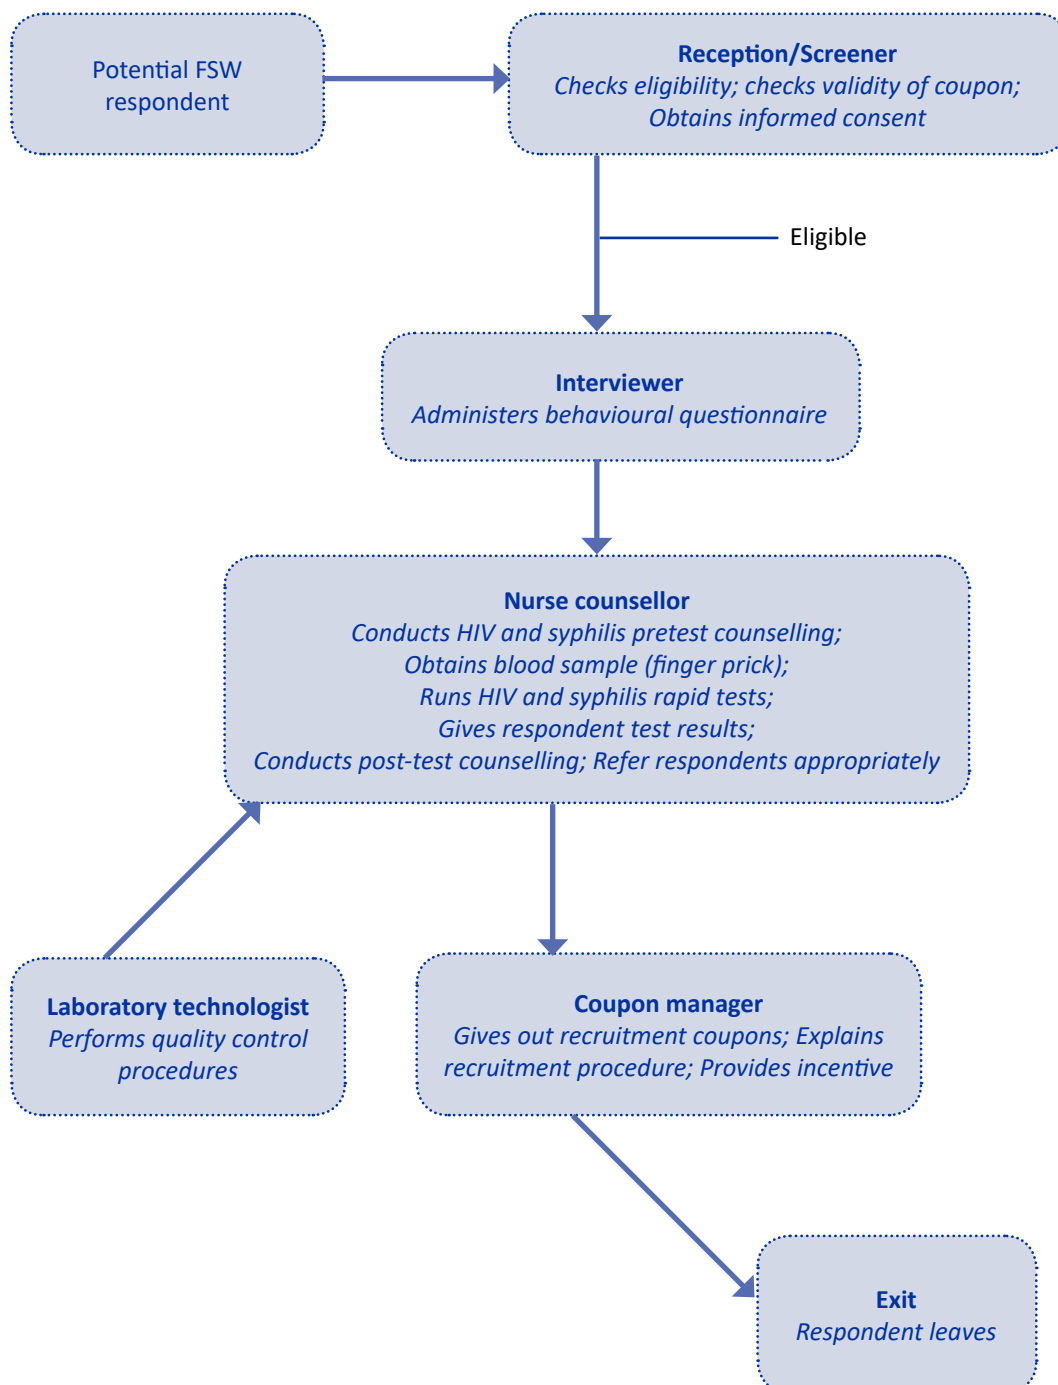 Potential FSW
respondent
Reception/Screener
Checks eligibility; checks validity of coupon;
Obtains informed consent
Eligible
Interviewer
Administers behavioural questionnaire
Nurse counsellor
Conducts HIV and syphilis pretest counselling;
Obtains blood sample (finger prick);
Runs HIV and syphilis rapid tests;
Gives respondent test results;
Conducts post-test counselling; Refer respondents appropriately
Laboratory technologist
Performs quality control
procedures
Coupon manager
Gives out recruitment coupons; Explains
recruitment procedure; Provides incentive
Exit
Respondent leaves